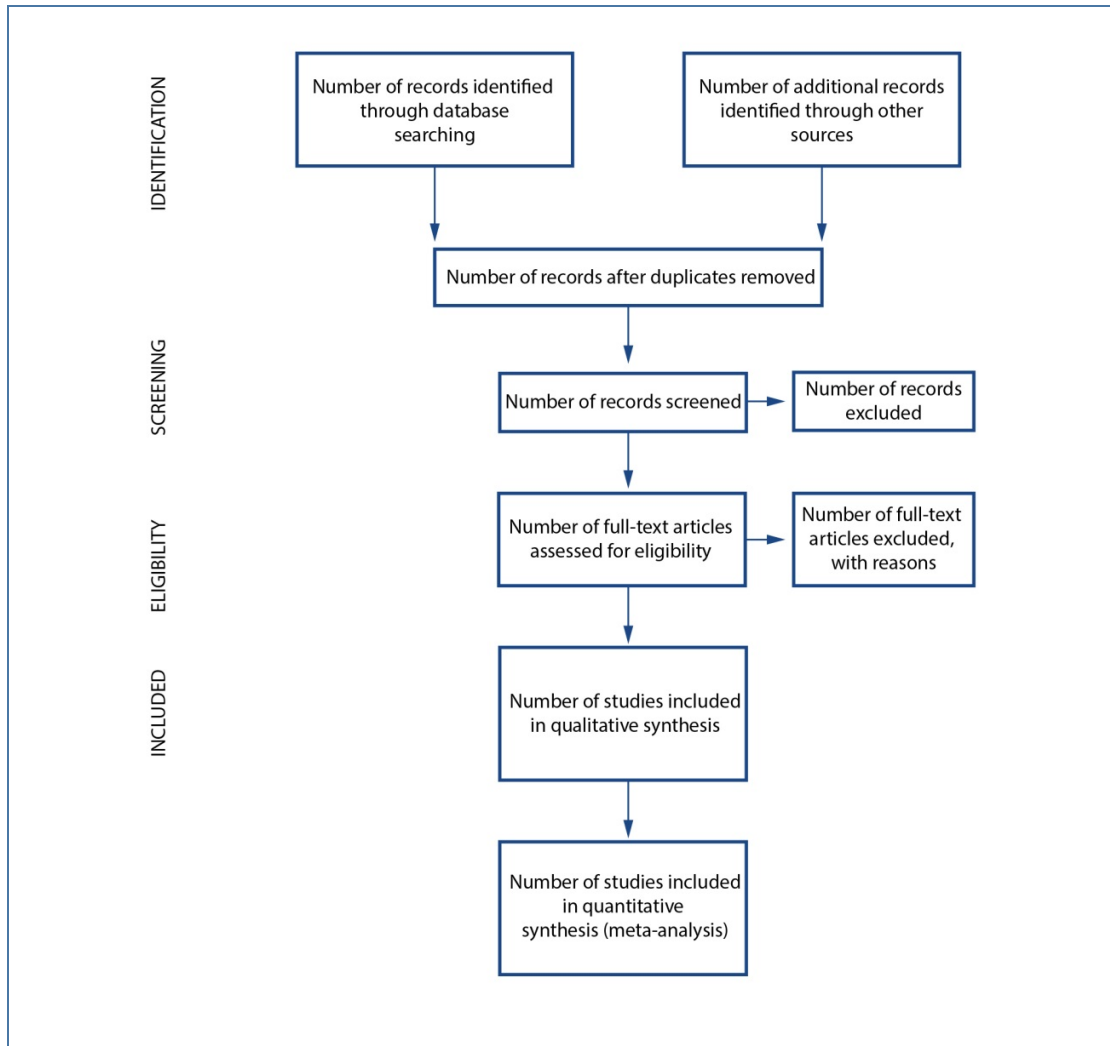 IDENTIFICATION
Number of records identified
through database
searching
Number of additional records
identified through other
sources
Number of records after duplicates removed
SCREENING
Number of records screened
Number of records
excluded
ELIGIBILITY
Number of full-text articles
assessed for eligibility
Number of full-text
articles excluded,
with reasons
INCLUDED
Number of studies included
in qualitative synthesis
Number of studies included
in quantitative
synthesis (meta-analysis)